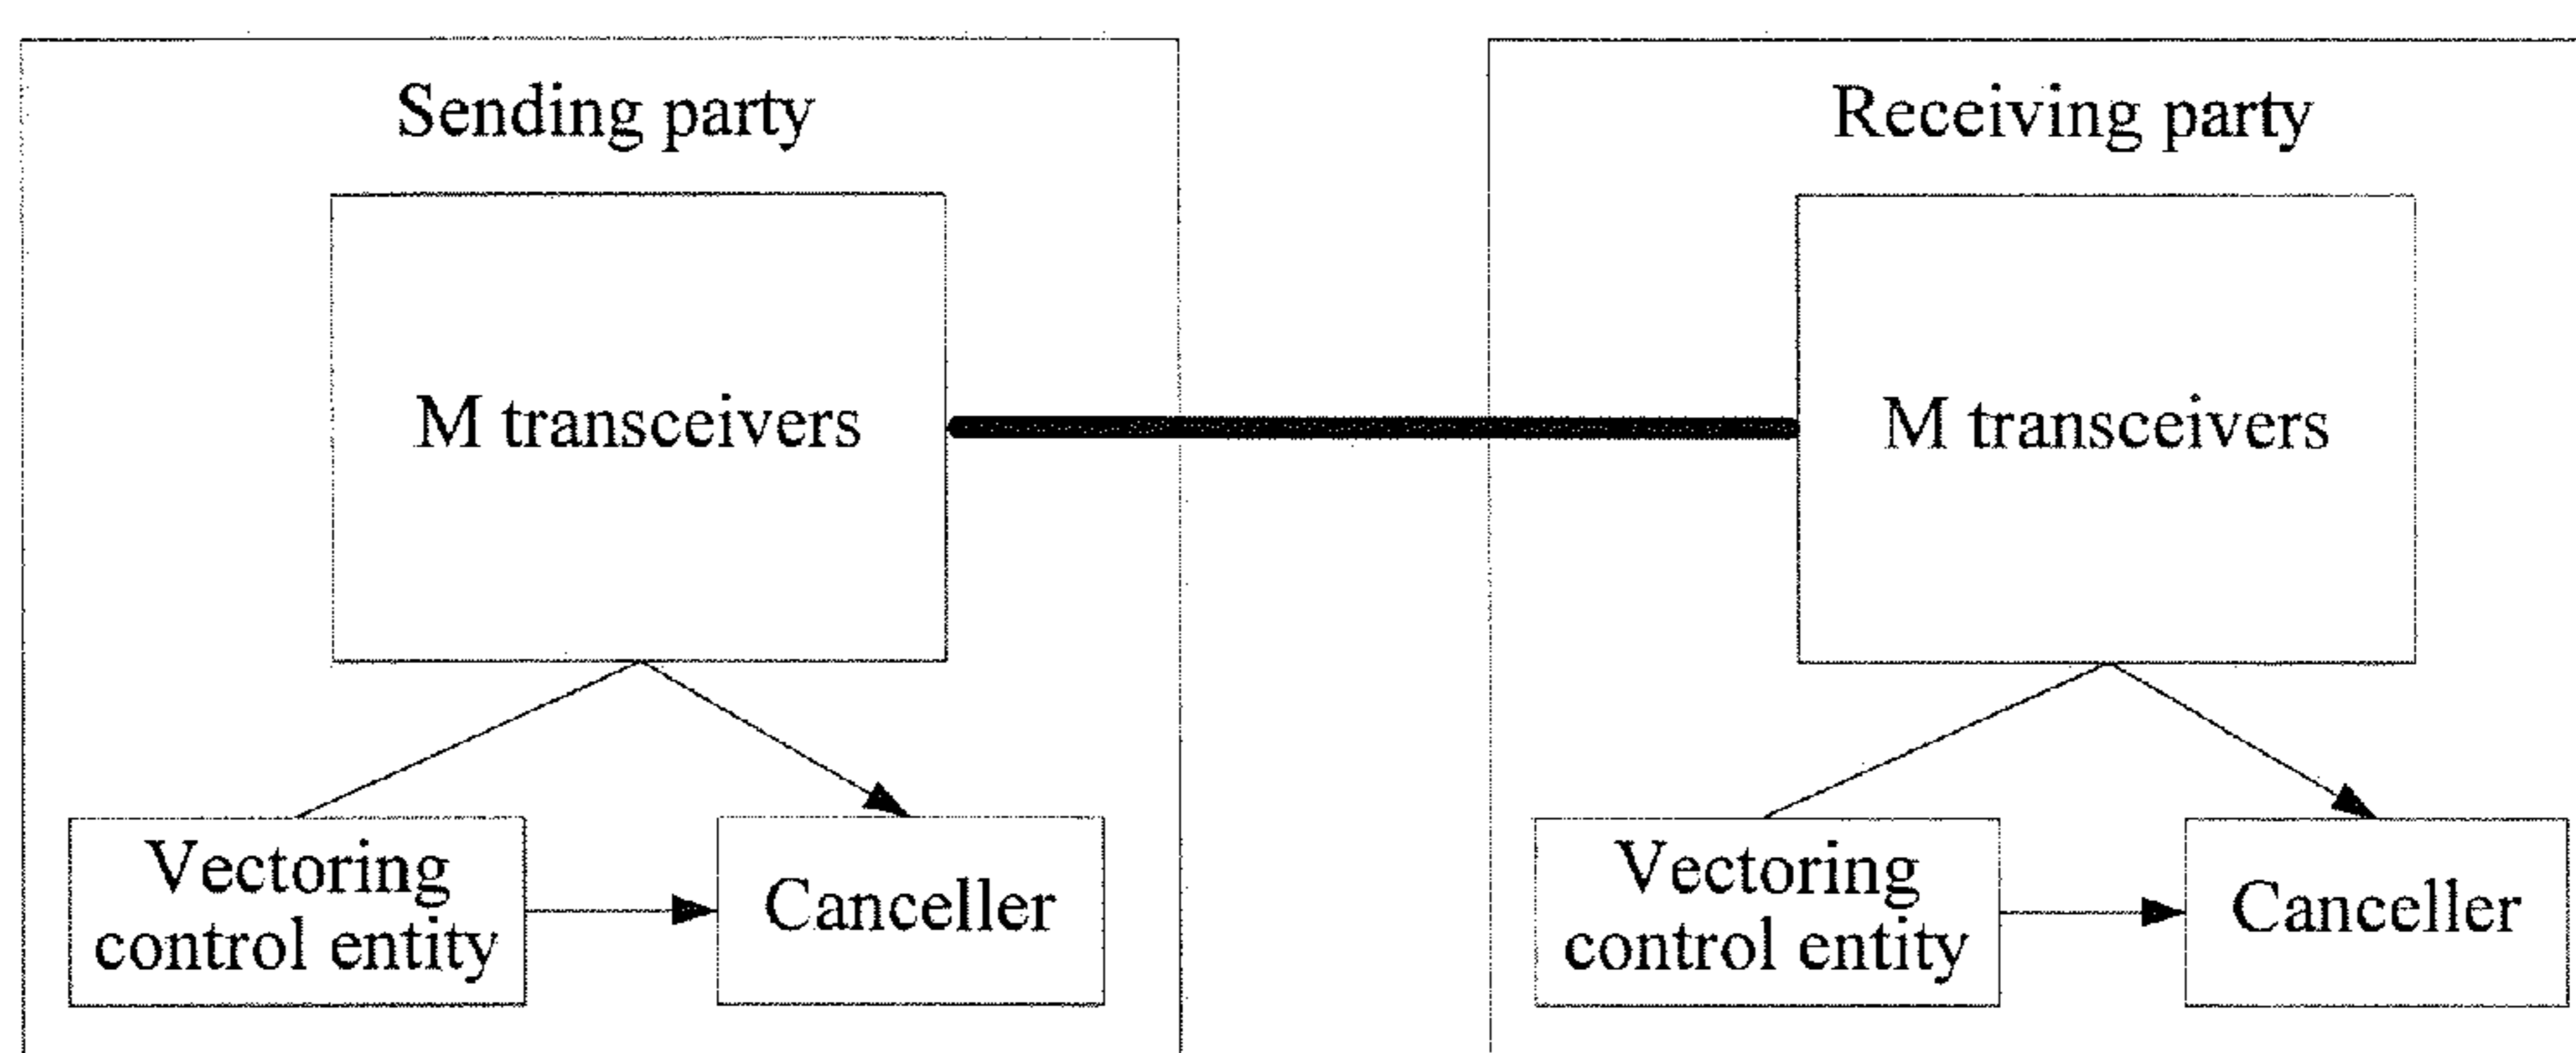 Sending party
M transceivers
Vectoring
control entity
Canceller
Receiving party
M transceivers
Vectoring
control entity
Canceller